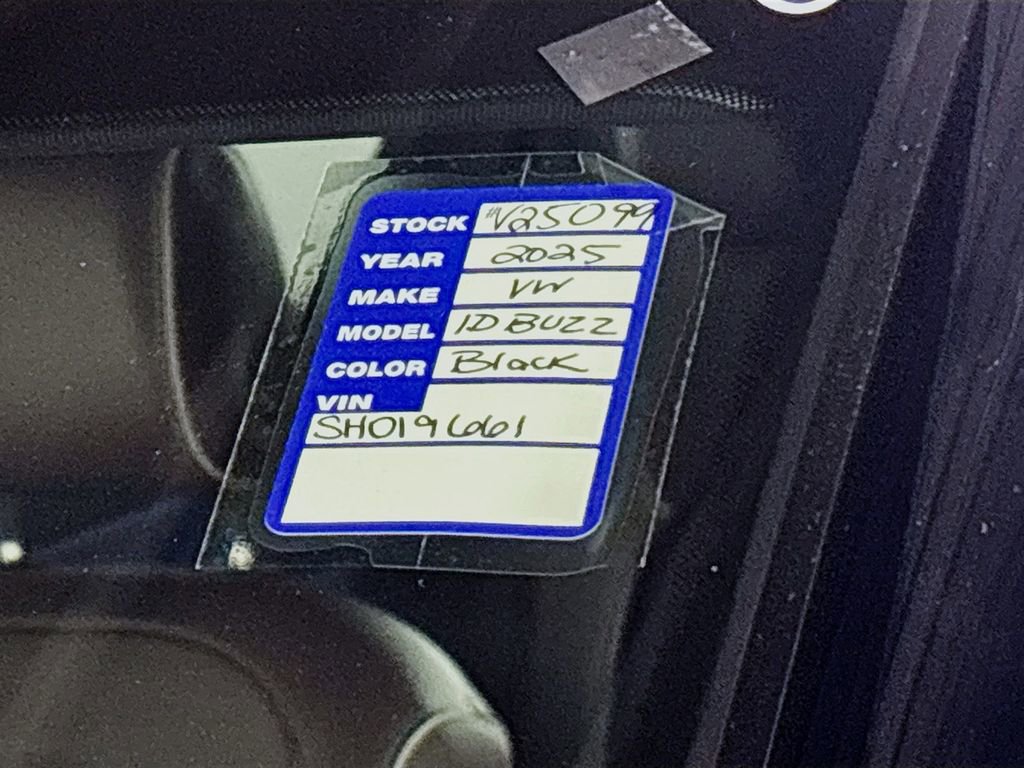 STOCK #V25099
YEAR 2025
MAKE VW
MODEL ID BUZZ
COLOR Black
VIN
SH019661